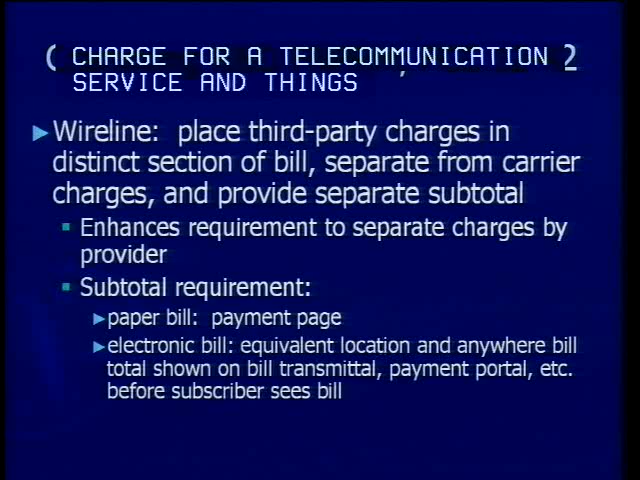 ( CHARGE FOR A TELECOMMUNICATION 2
SERVICE AND THINGS
►Wireline: place third-party charges in
distinct section of bill, separate from carrier
charges, and provide separate subtotal
▪ Enhances requirement to separate charges by
provider
▪ Subtotal requirement:
►paper bill: payment page
►electronic bill: equivalent location and anywhere bill
total shown on bill transmittal, payment portal, etc.
before subscriber sees bill